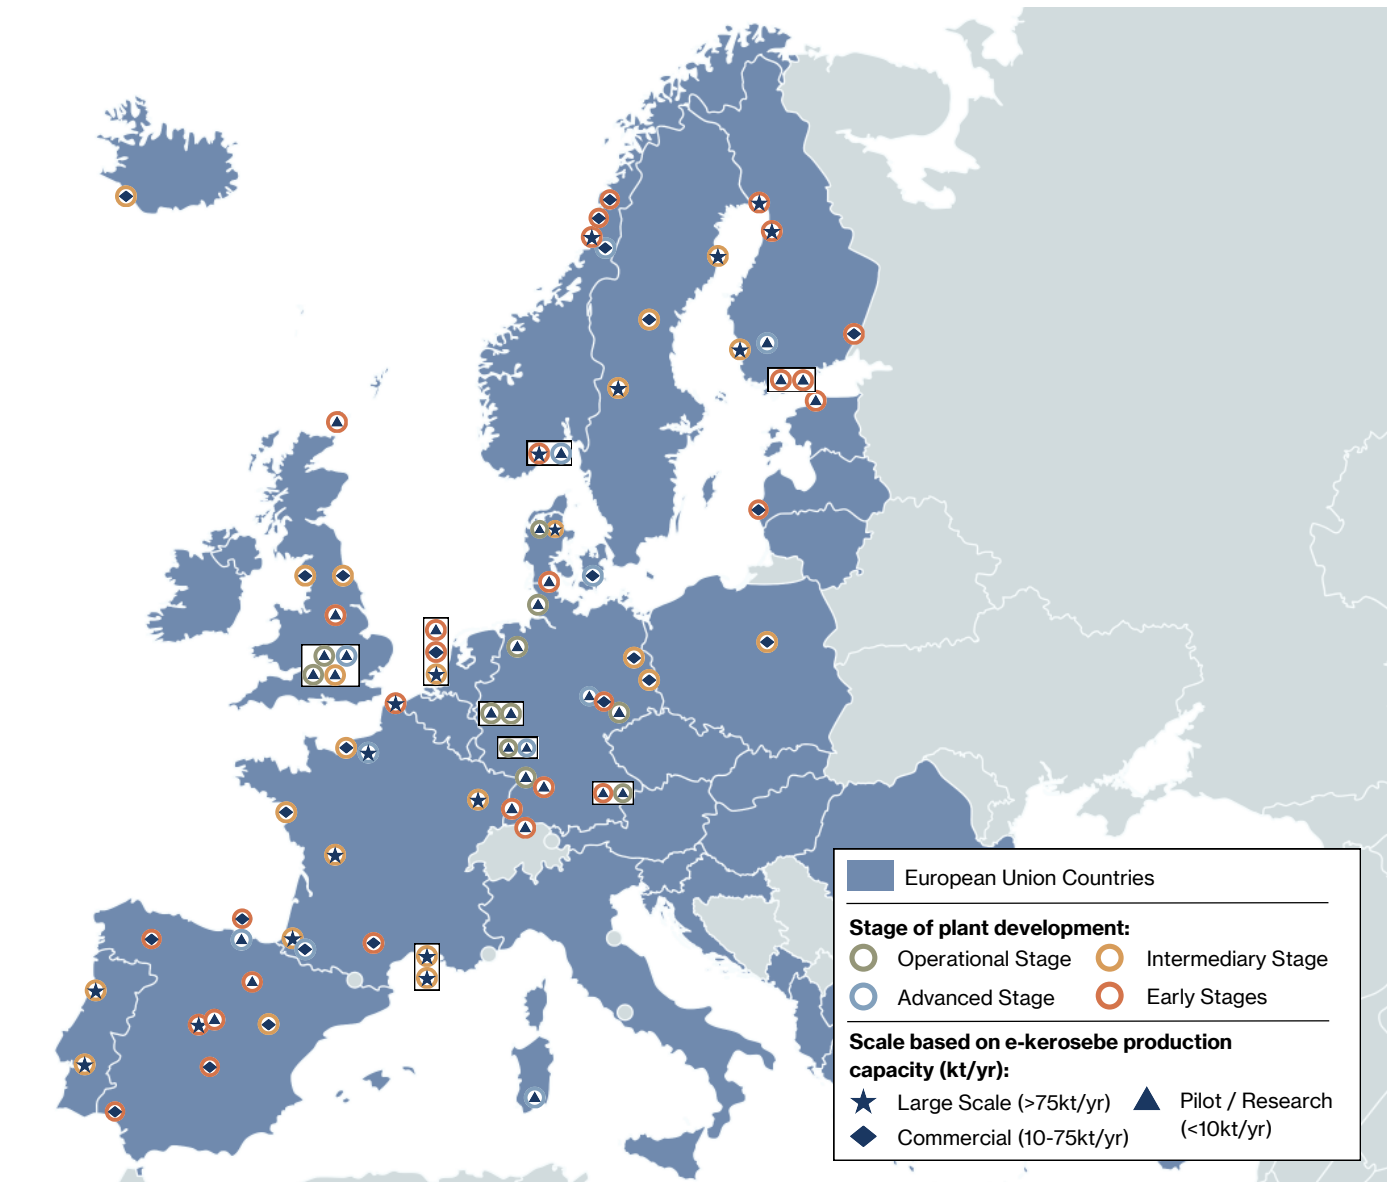 European Union Countries
Stage of plant development:
Operational Stage
Intermediary Stage
Advanced Stage
Early Stages
Scale based on e-kerosebe production
capacity (kt/yr):
Large Scale (>75kt/yr)
Pilot / Research
(<10kt/yr)
Commercial (10-75kt/yr)